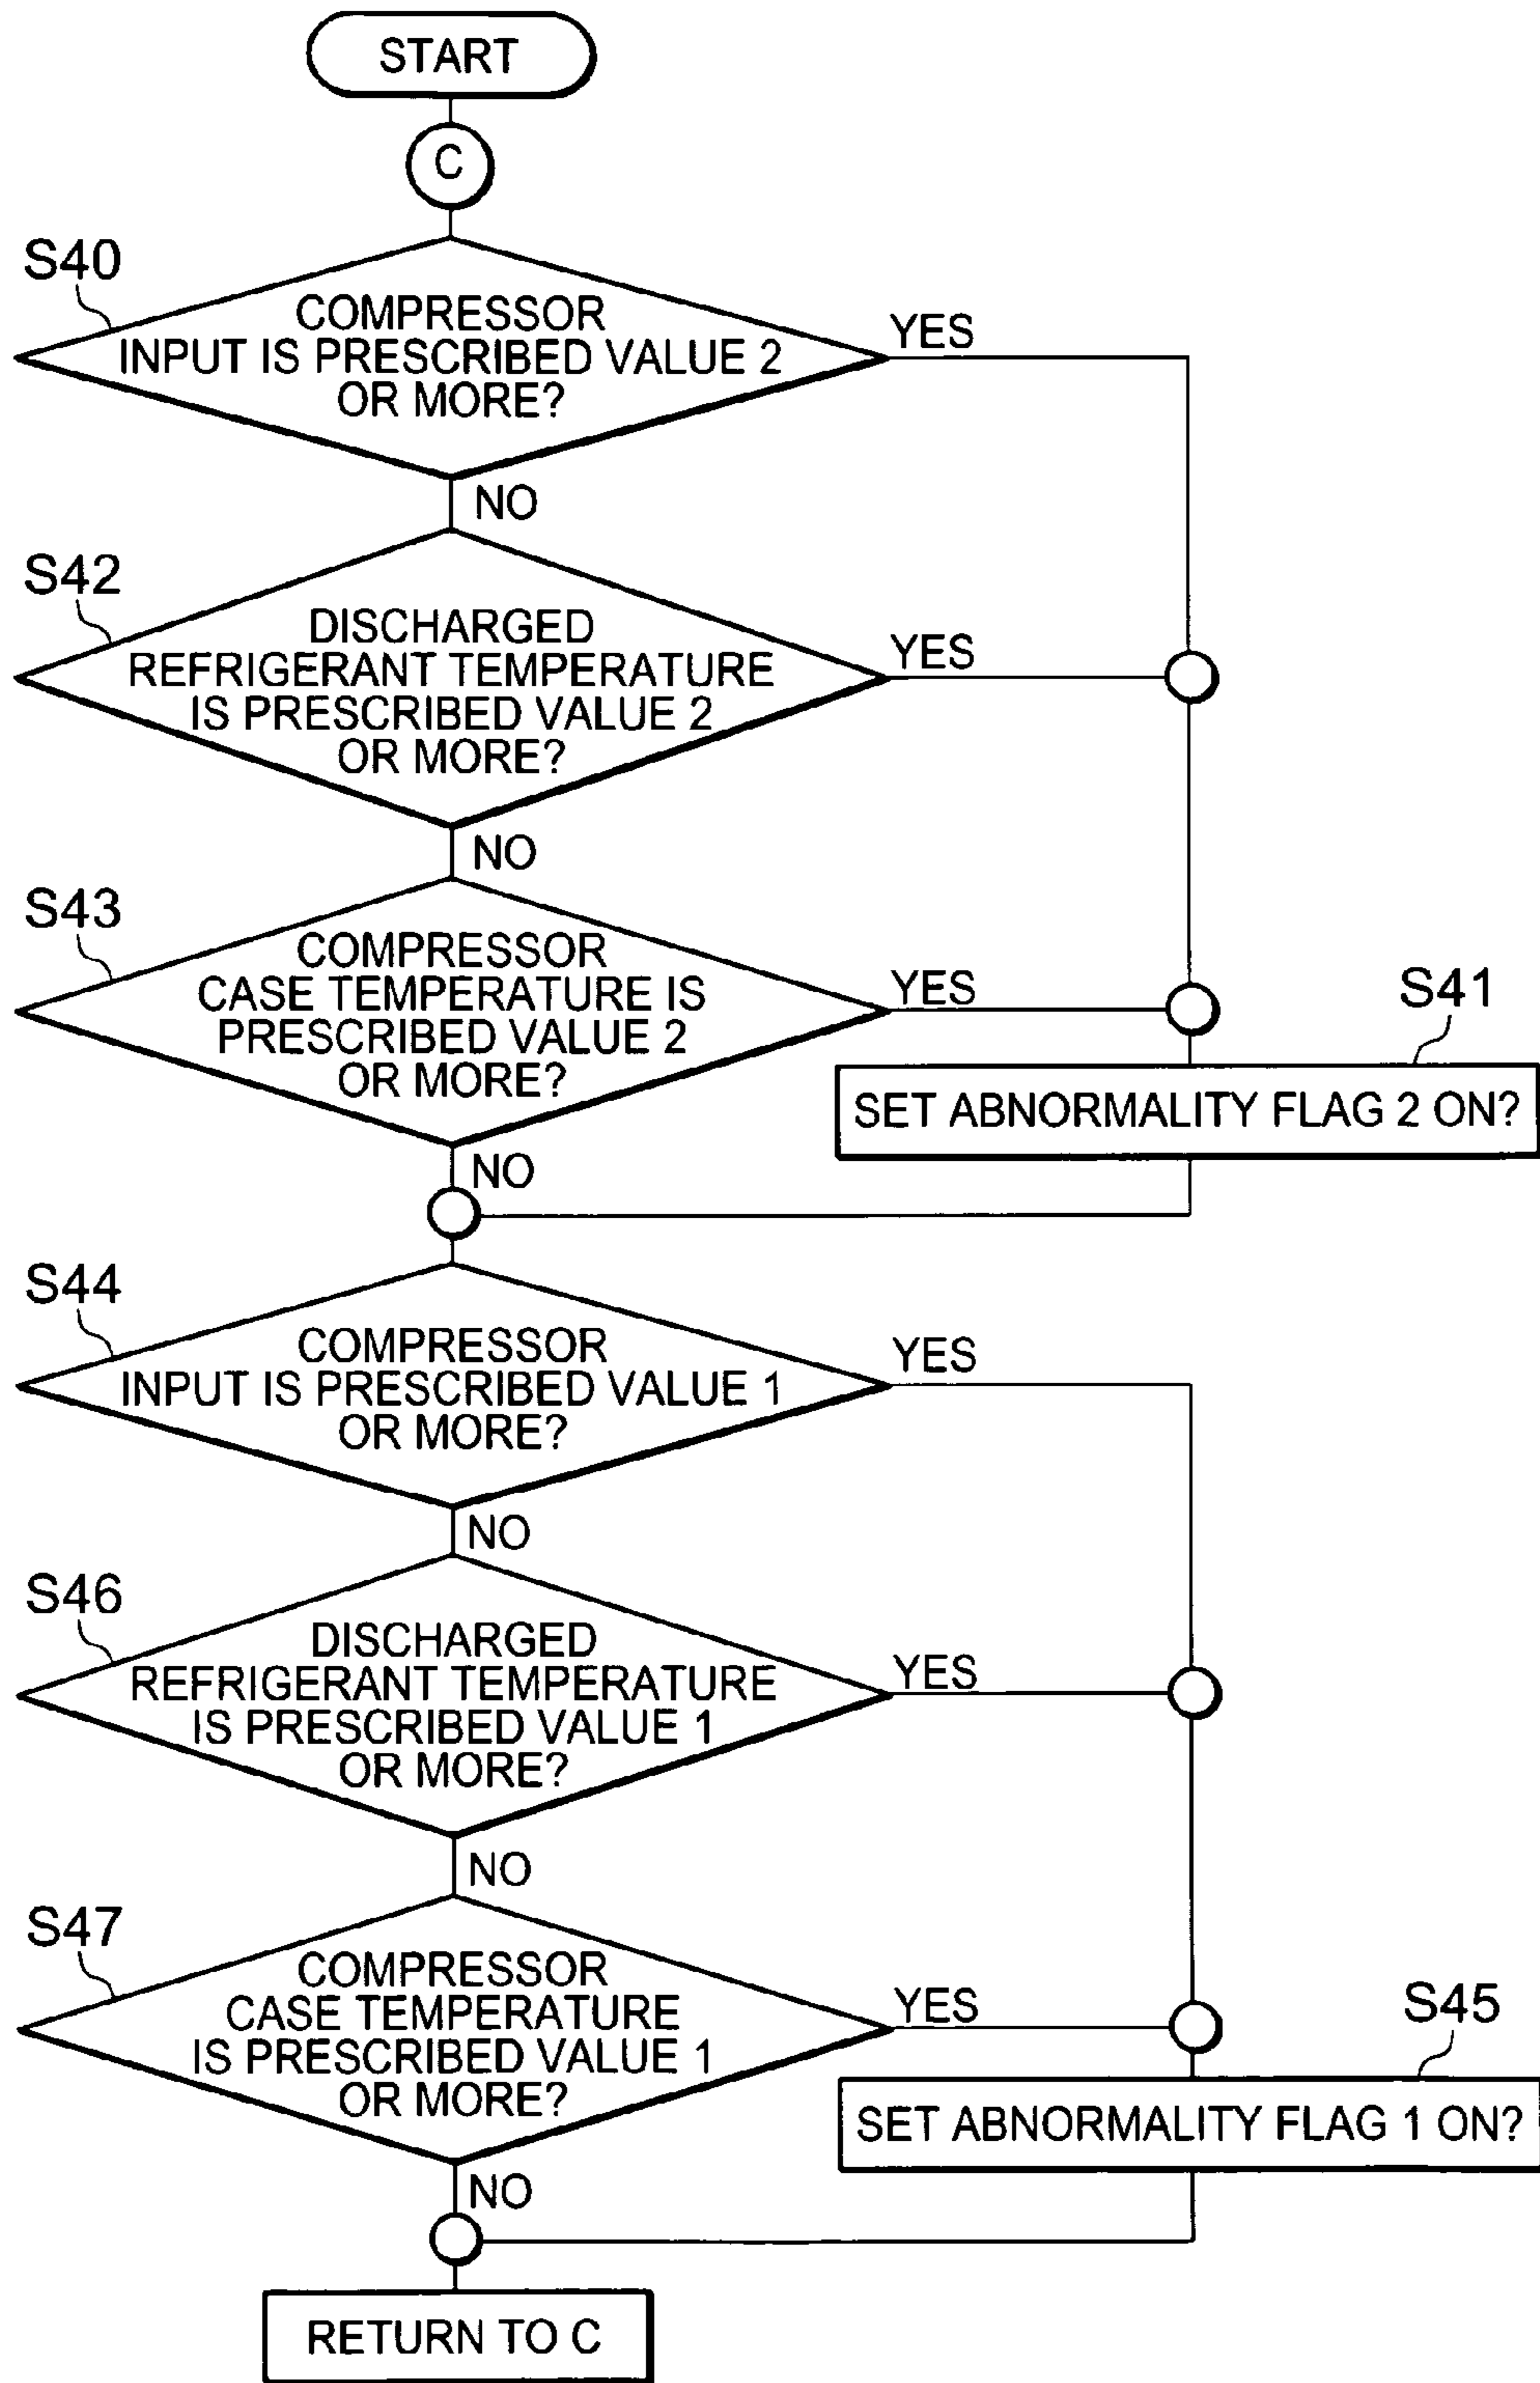 START
C
S40
COMPRESSOR
INPUT IS PRESCRIBED VALUE 2
OR MORE?
YES
NO
S42
DISCHARGED
REFRIGERANT TEMPERATURE
IS PRESCRIBED VALUE 2
OR MORE?
YES
NO
S43
COMPRESSOR
CASE TEMPERATURE IS
PRESCRIBED VALUE 2
OR MORE?
YES
S41
SET ABNORMALITY FLAG 2 ON?
NO
S44
COMPRESSOR
INPUT IS PRESCRIBED VALUE 1
OR MORE?
YES
NO
S46
DISCHARGED
REFRIGERANT TEMPERATURE
IS PRESCRIBED VALUE 1
OR MORE?
YES
NO
S47
COMPRESSOR
CASE TEMPERATURE
IS PRESCRIBED VALUE 1
OR MORE?
YES
S45
SET ABNORMALITY FLAG 1 ON?
NO
RETURN TO C